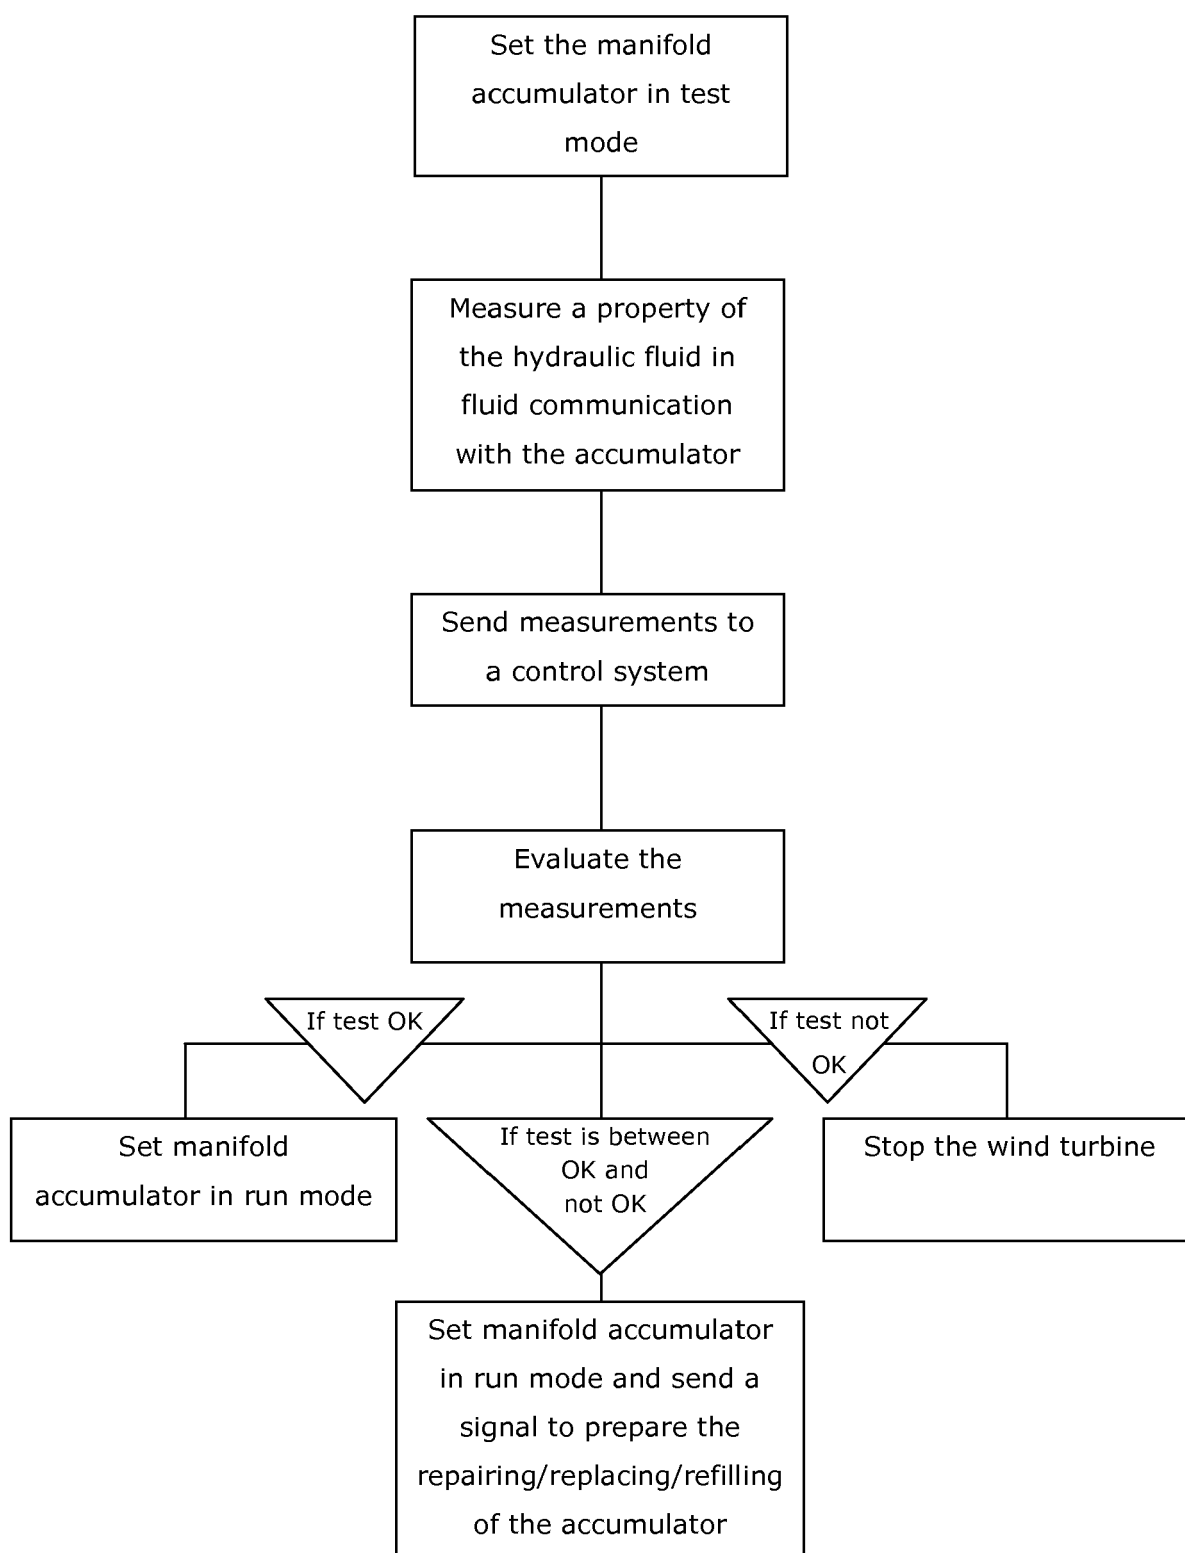 Set the manifold
accumulator in test
mode
Measure a property of
the hydraulic fluid in
fluid communication
with the accumulator
Send measurements to
a control system
Evaluate the
measurements
If test OK
If test not
OK
Set manifold
accumulator in run mode
If test is between
OK and
not OK
Stop the wind turbine
Set manifold accumulator
in run mode and send a
signal to prepare the
repairing/replacing/refilling
of the accumulator